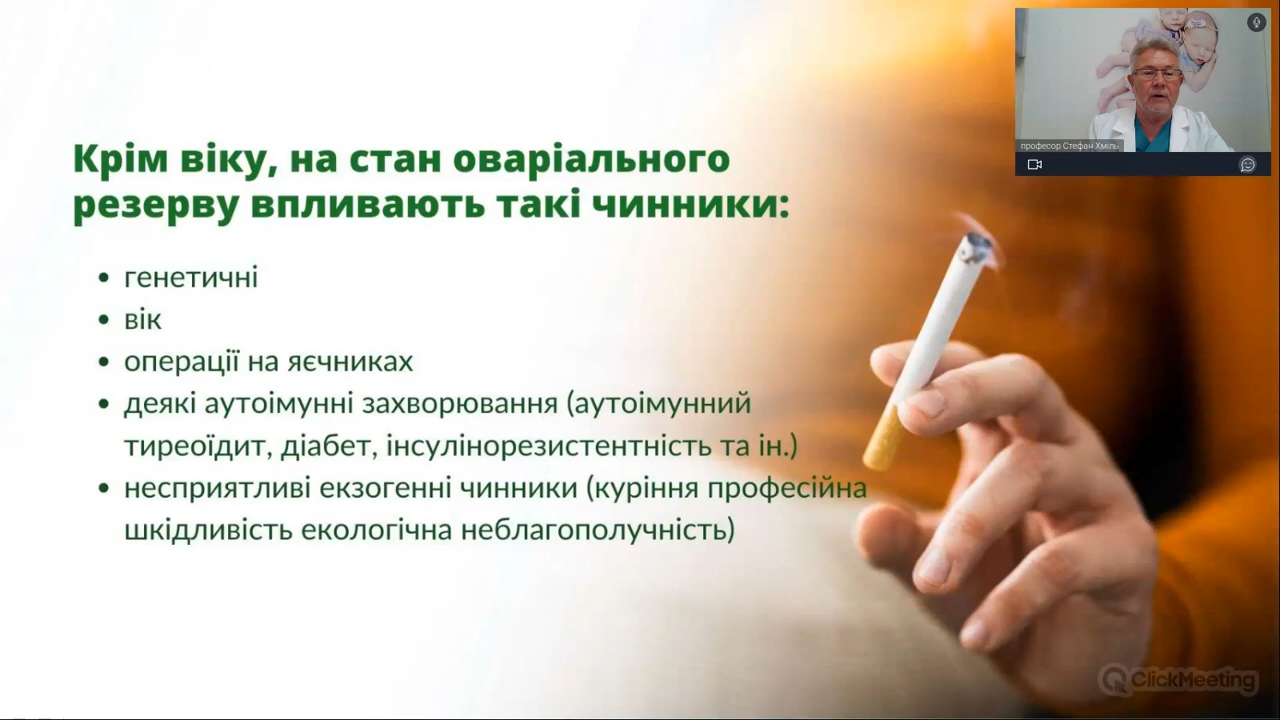 Крім віку, на стан оваріального
резерву впливають такі чинники:
• генетичні
• вік
• операції на яєчниках
• деякі аутоімунні захворювання (аутоімунний
тиреоїдит, діабет, інсулінорезистентність та ін.)
• несприятливі екзогенні чинники (куріння професійна
шкідливість екологічна неблагополучність)
професор Стефан Хміль
ClickMeeting